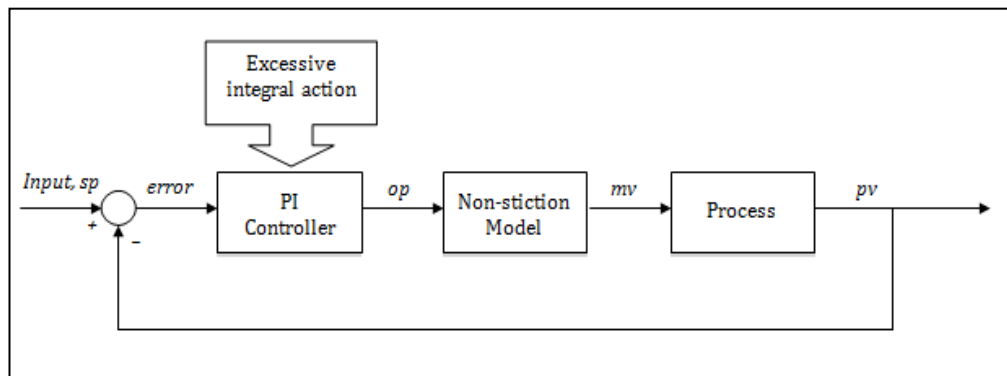 Excessive
integral action
Input, sp
error
PI
Controller
op
Non-stiction
Model
mv
Process
pv
+
−